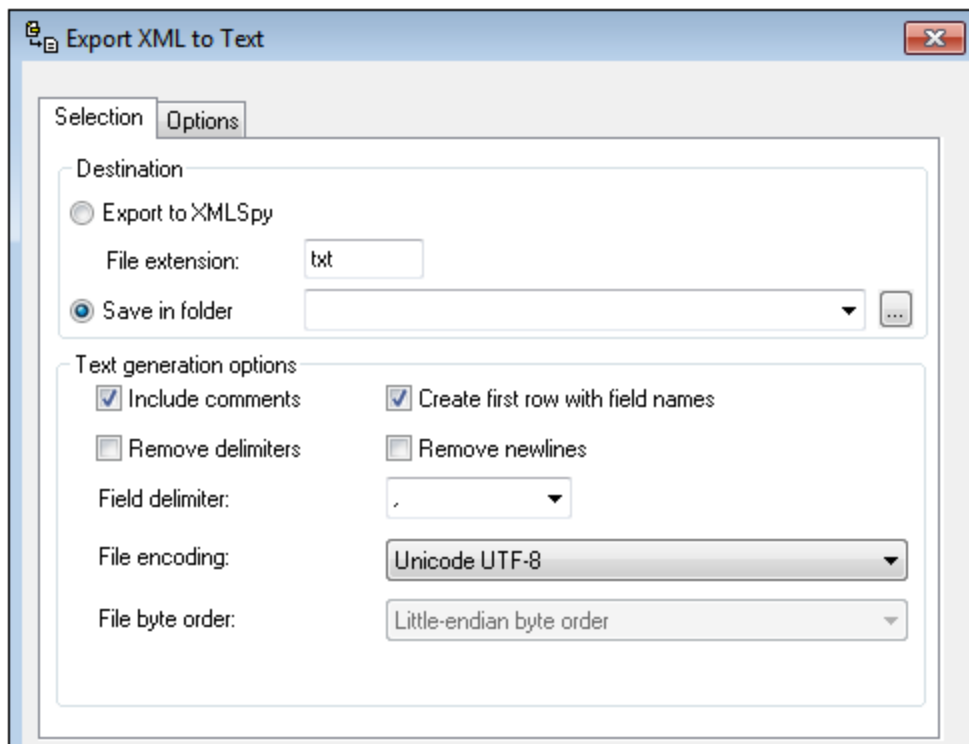 Export XML to Text
Selection Options
Destination
Export to XMLSpy
File extension: txt
Save in folder ...
Text generation options
Include comments Create first row with field names
Remove delimiters Remove newlines
Field delimiter: ,
File encoding: Unicode UTF-8
File byte order: Little-endian byte order